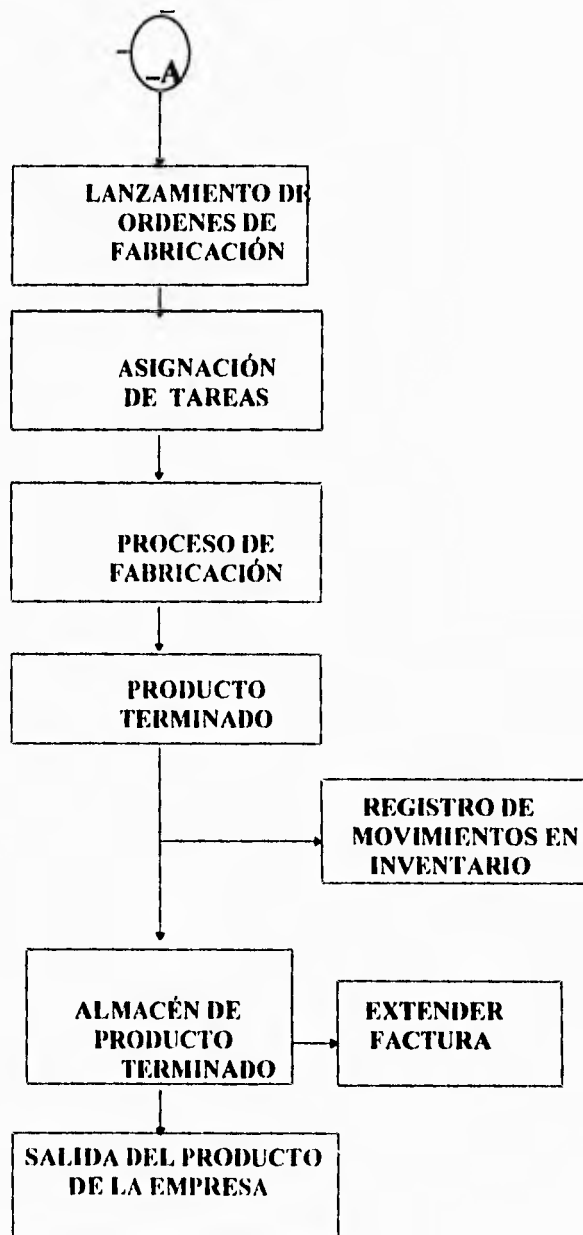 A
LANZAMIENTO DE
ORDENES DE
FABRICACIÓN
ASIGNACIÓN
DE TAREAS
PROCESO DE
FABRICACIÓN
PRODUCTO
TERMINADO
REGISTRO DE
MOVIMIENTOS EN
INVENTARIO
ALMACÉN DE
PRODUCTO
TERMINADO
EXTENDER
FACTURA
SALIDA DEL PRODUCTO
DE LA EMPRESA